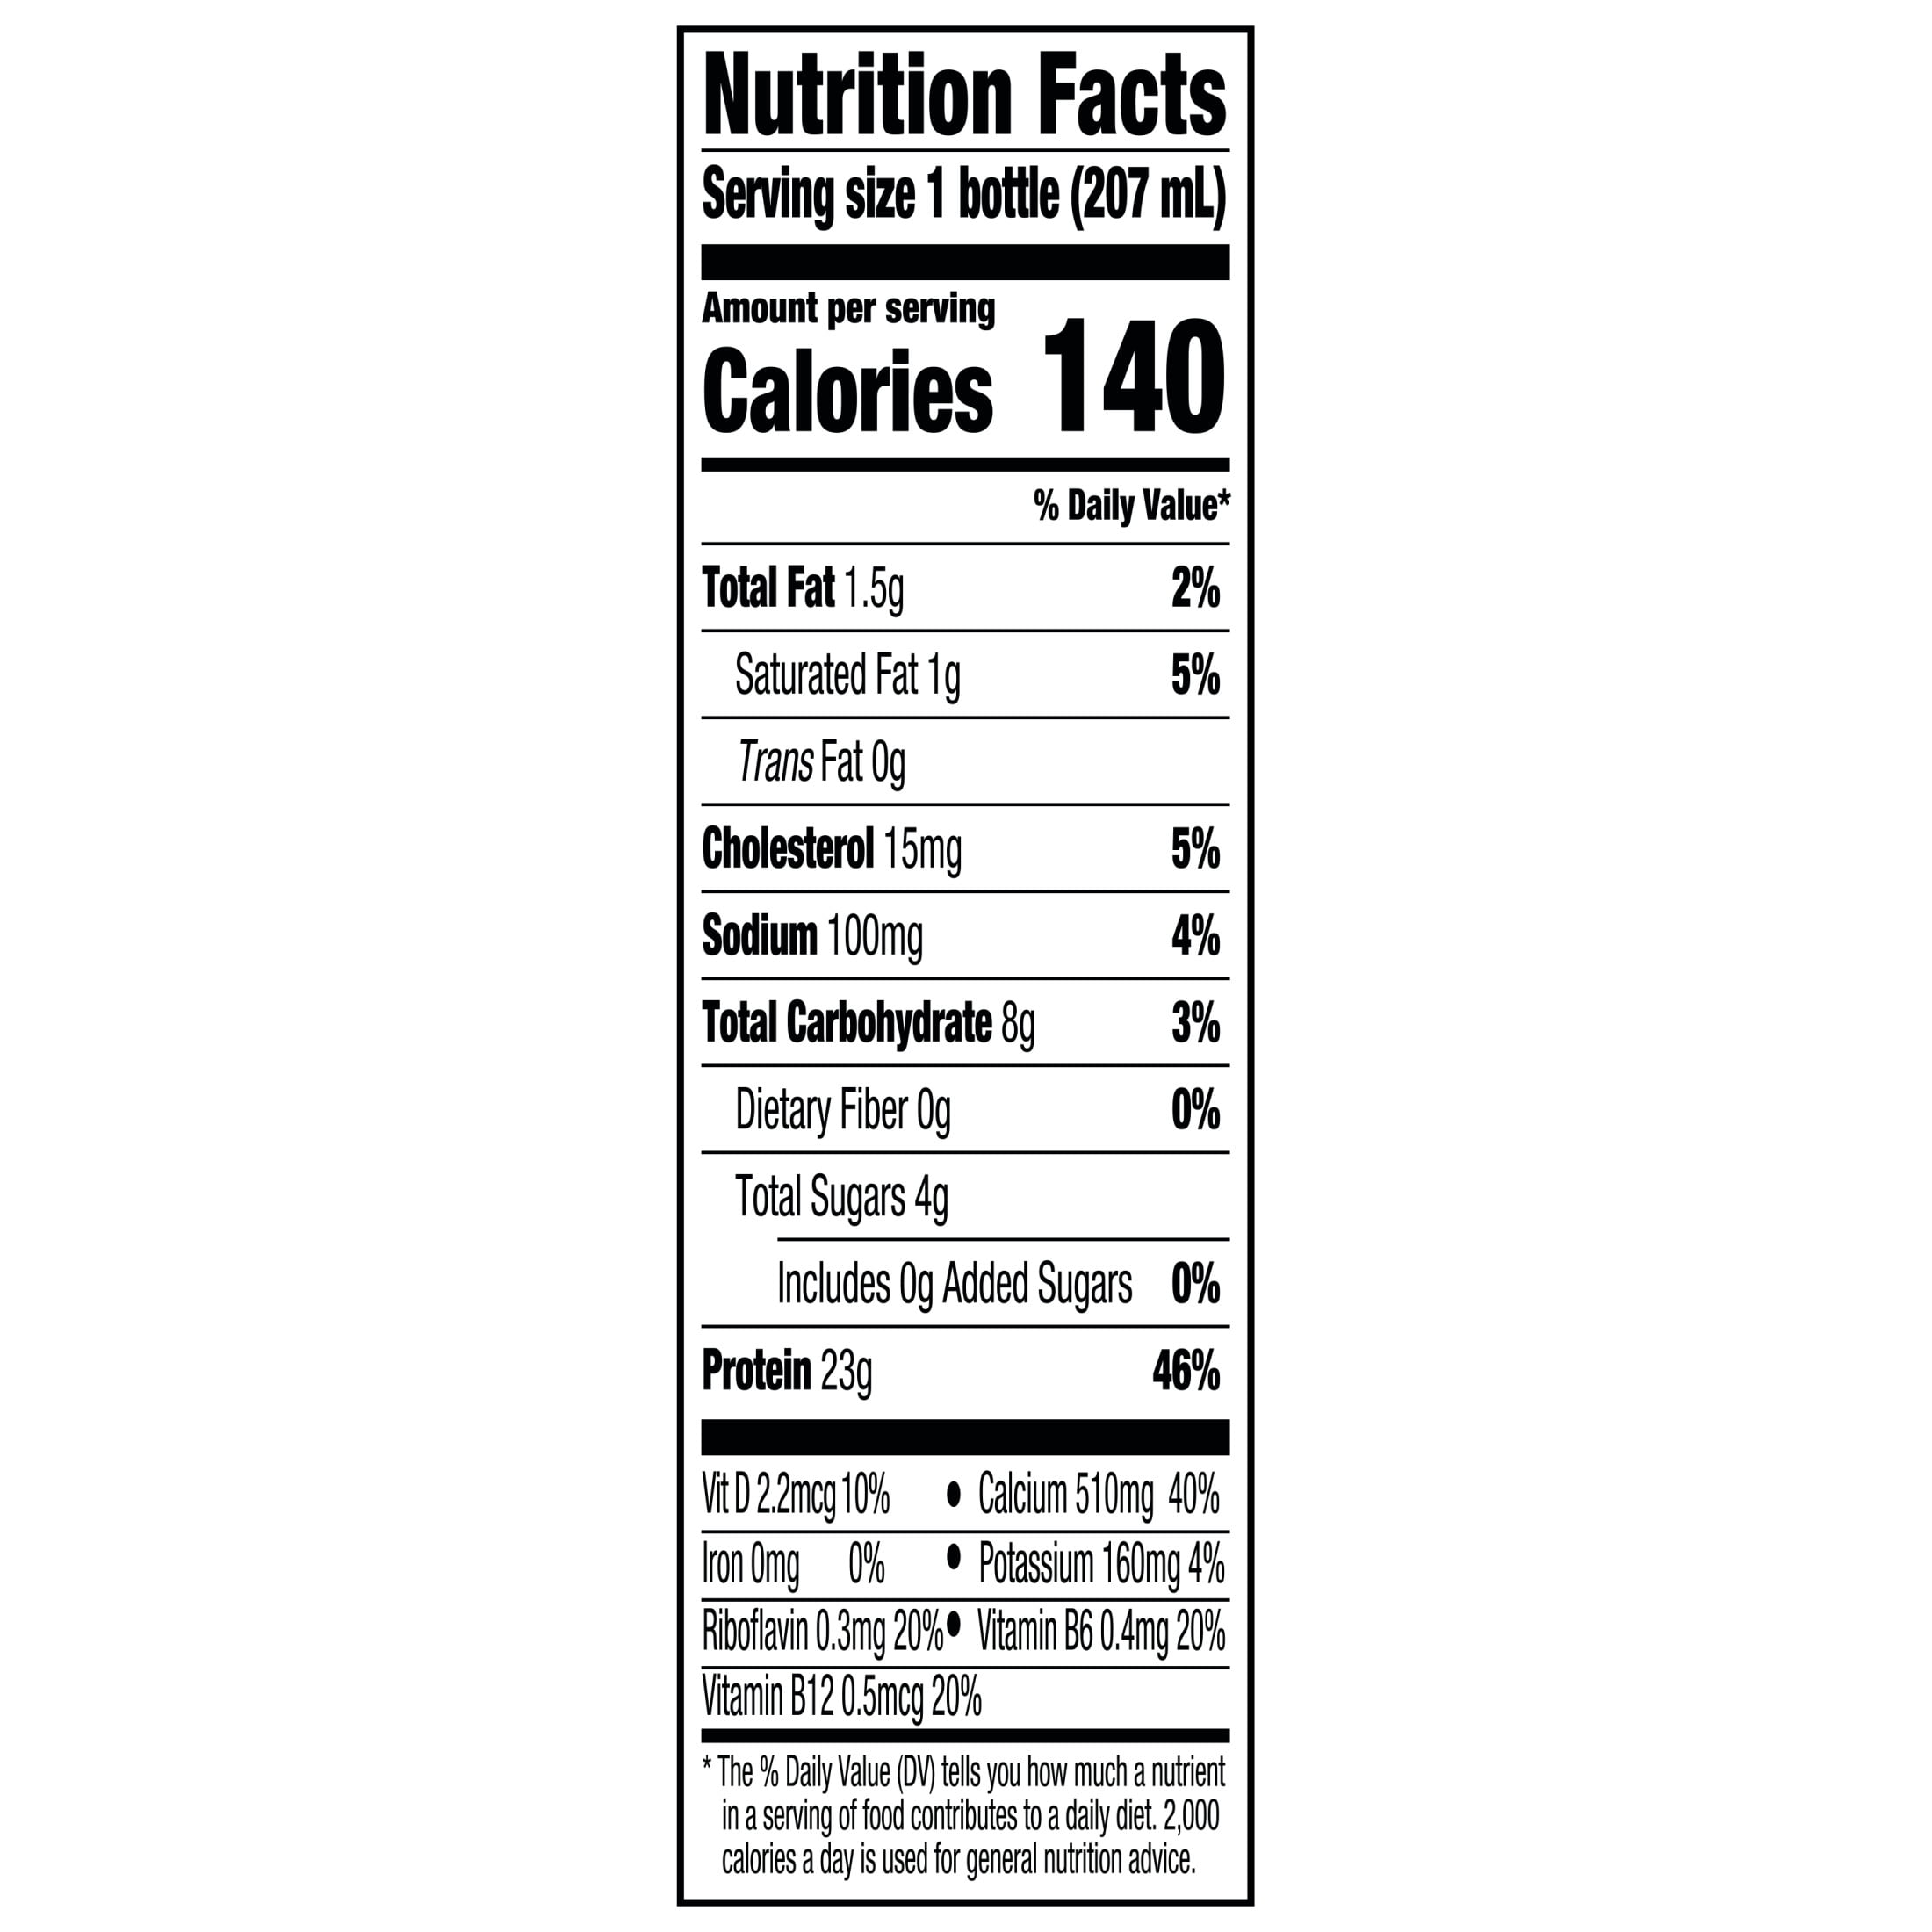 Nutrition Facts
Serving size 1 bottle (207 mL)
Amount per serving
Calories 140
% Daily Value*
Total Fat 1.5g 2%
Saturated Fat 1g 5%
Trans Fat 0g
Cholesterol 15mg 5%
Sodium 100mg 4%
Total Carbohydrate 8g 3%
Dietary Fiber 0g 0%
Total Sugars 4g
Includes 0g Added Sugars 0%
Protein 23g 46%
Vit D 2.2mcg 10% • Calcium 510mg 40%
Iron 0mg 0% • Potassium 160mg 4%
Riboflavin 0.3mg 20% • Vitamin B6 0.4mg 20%
Vitamin B12 0.5mcg 20%
* The % Daily Value (DV) tells you how much a nutrient
in a serving of food contributes to a daily diet. 2,000
calories a day is used for general nutrition advice.